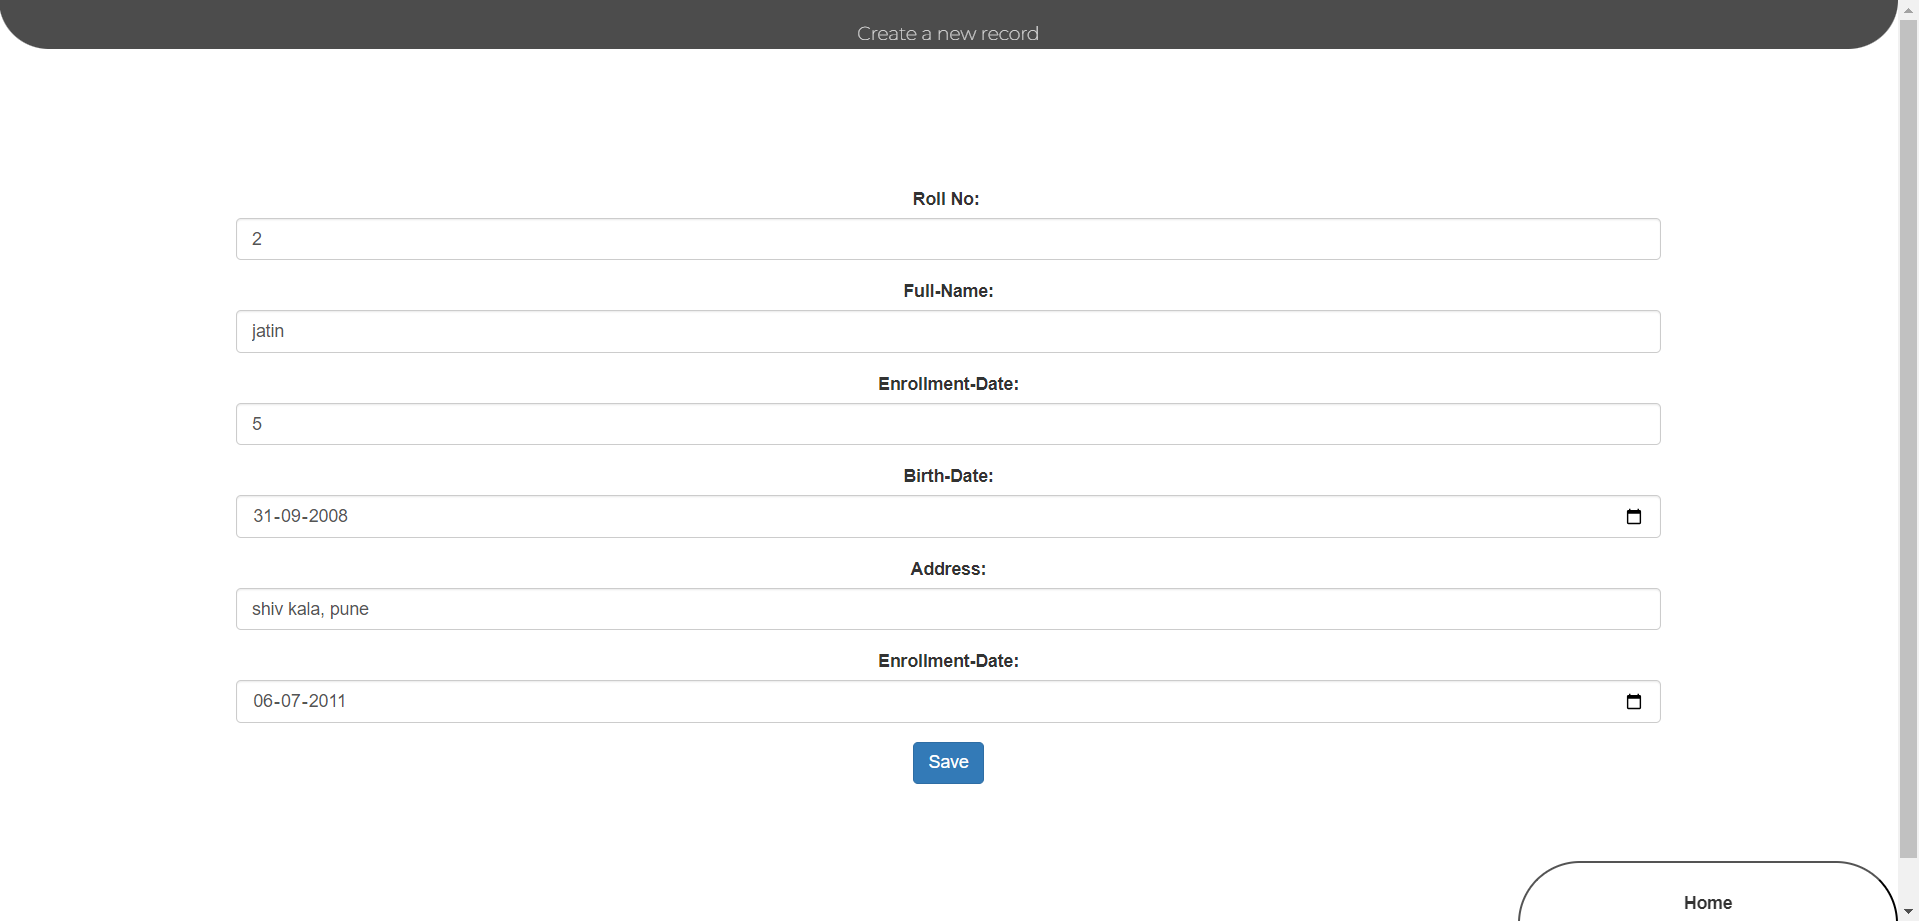 Create a new record
Roll No:
2
Full-Name:
jatin
Enrollment-Date:
5
Birth-Date:
31-09-2008
Address:
shiv kala, pune
Enrollment-Date:
06-07-2011
Save
Home